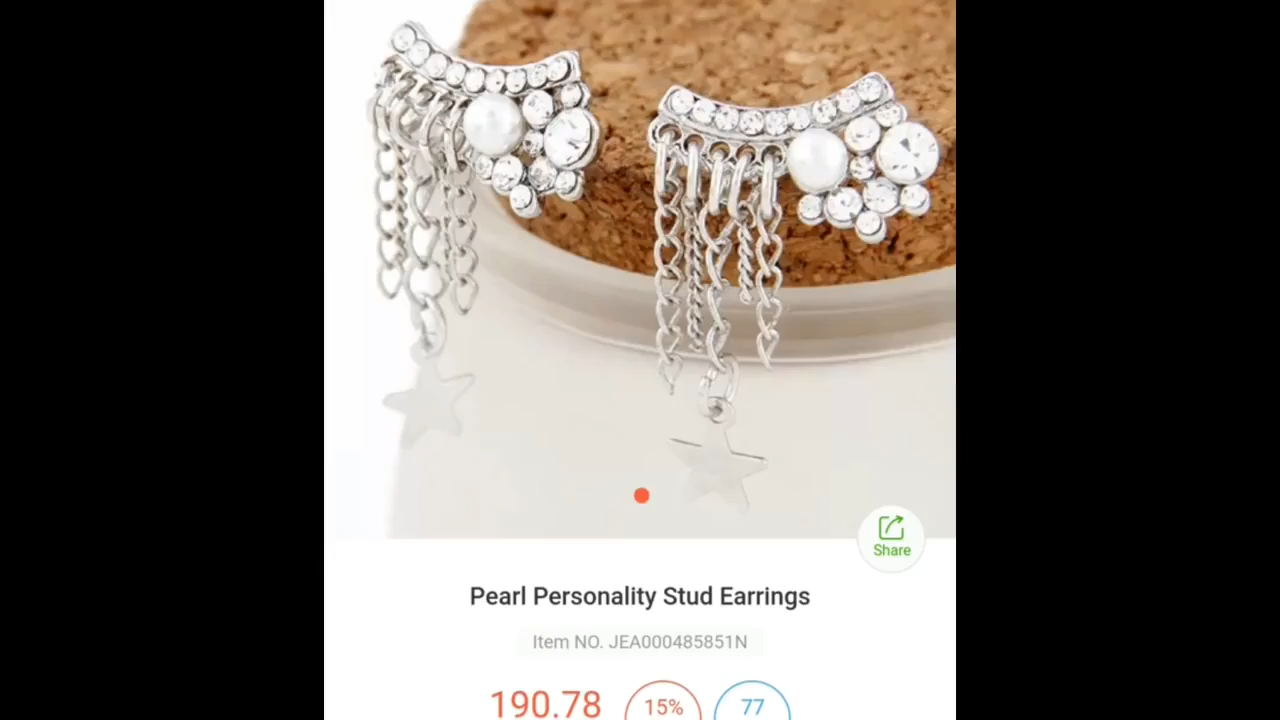 Share
Pearl Personality Stud Earrings
Item NO. JEA000485851N
190.78
15%
77